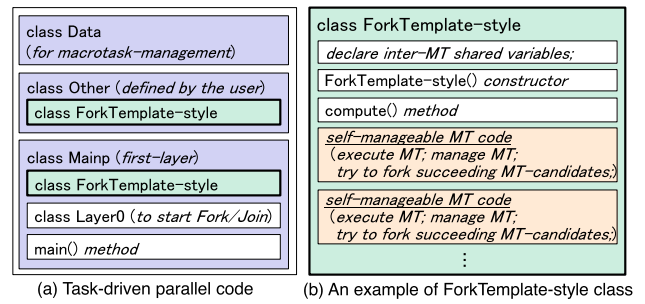 class Data
(for macrotask-management)
class Other (defined by the user)
class ForkTemplate-style
class Mainp (first-layer)
class ForkTemplate-style
class Layer0 (to start Fork/Join)
main() method
(a) Task-driven parallel code
class ForkTemplate-style
declare inter-MT shared variables;
ForkTemplate-style() constructor
compute() method
self-manageable MT code
(execute MT; manage MT;
try to fork succeeding MT-candidates;)
self-manageable MT code
(execute MT; manage MT;
try to fork succeeding MT-candidates;)
⋮
(b) An example of ForkTemplate-style class